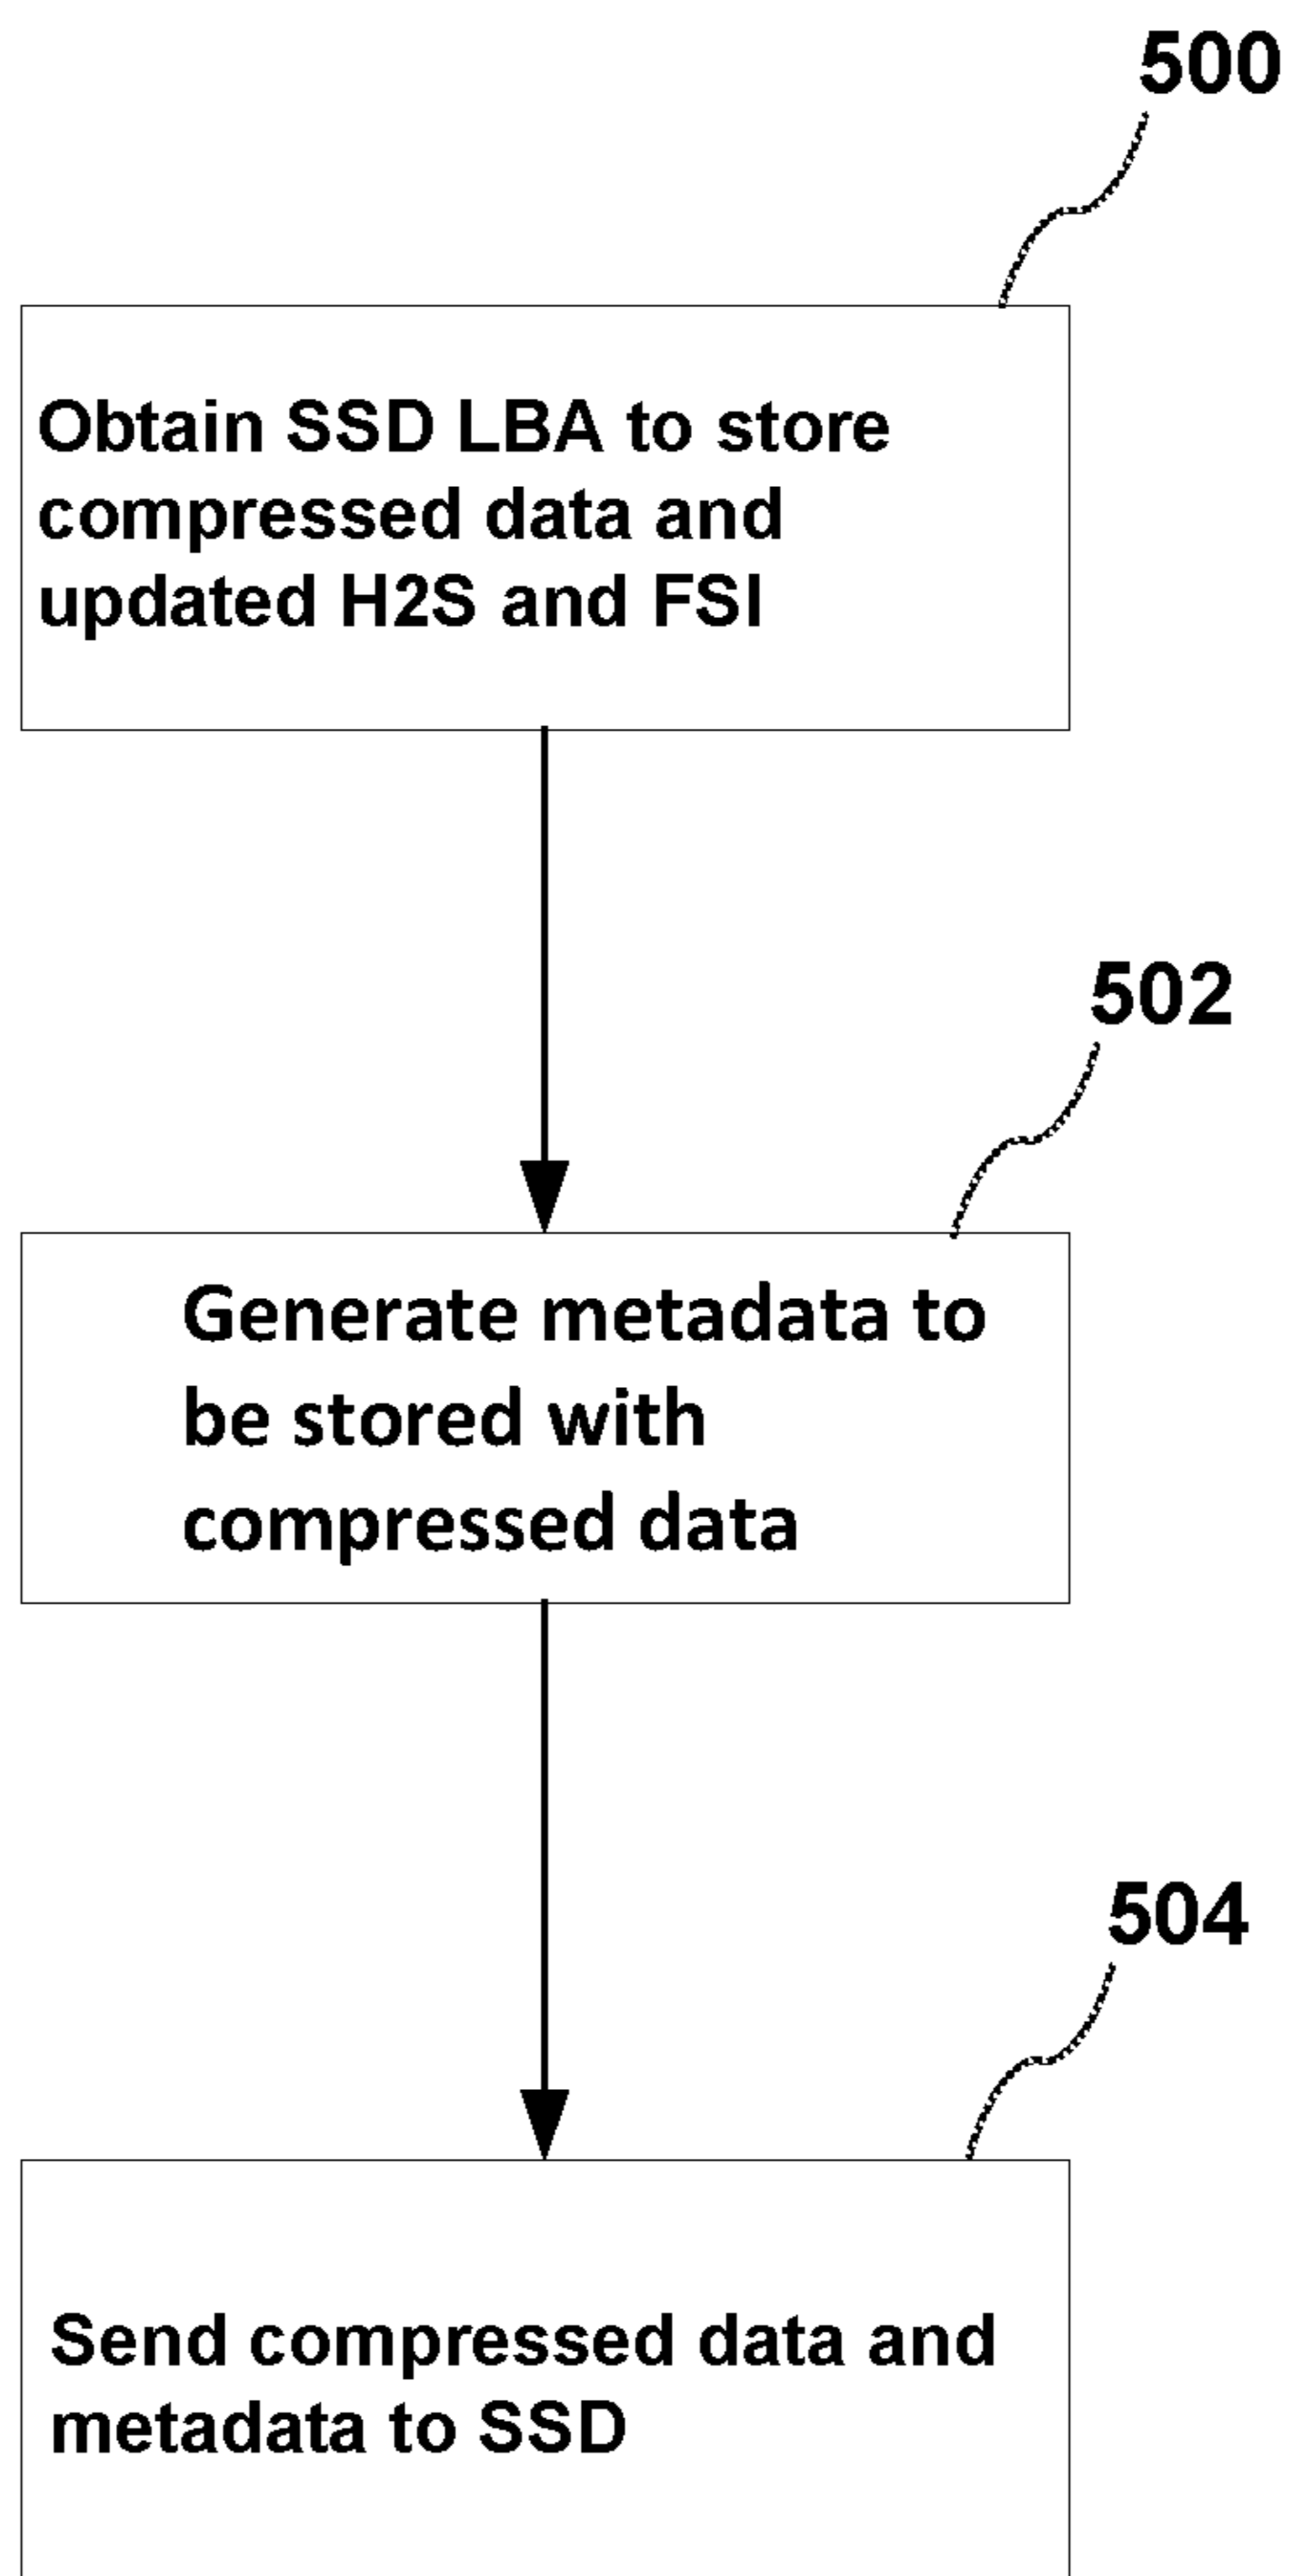 500
Obtain SSD LBA to store
compressed data and
updated H2S and FSI
502
Generate metadata to
be stored with
compressed data
504
Send compressed data and
metadata to SSD